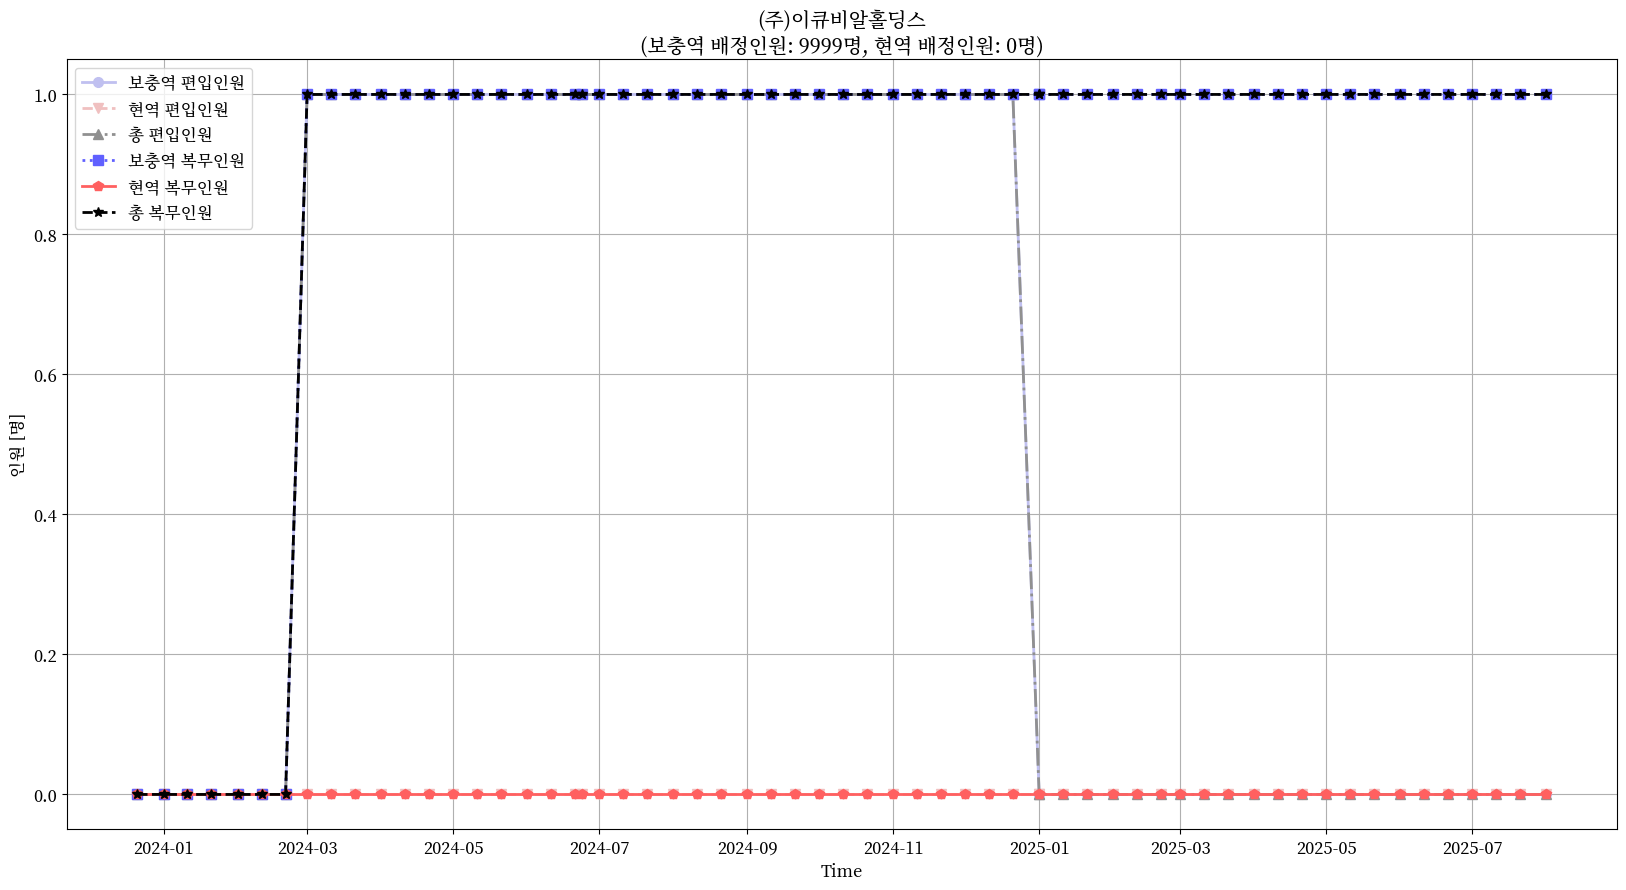 (주)이큐비알홀딩스
(보충역 배정인원: 9999명, 현역 배정인원: 0명)
보충역 편입인원
현역 편입인원
총 편입인원
보충역 복무인원
현역 복무인원
총 복무인원
1.0
0.8
0.6
0.4
0.2
0.0
인원 [명]
2024-01 2024-03 2024-05 2024-07 2024-09 2024-11 2025-01 2025-03 2025-05 2025-07
Time